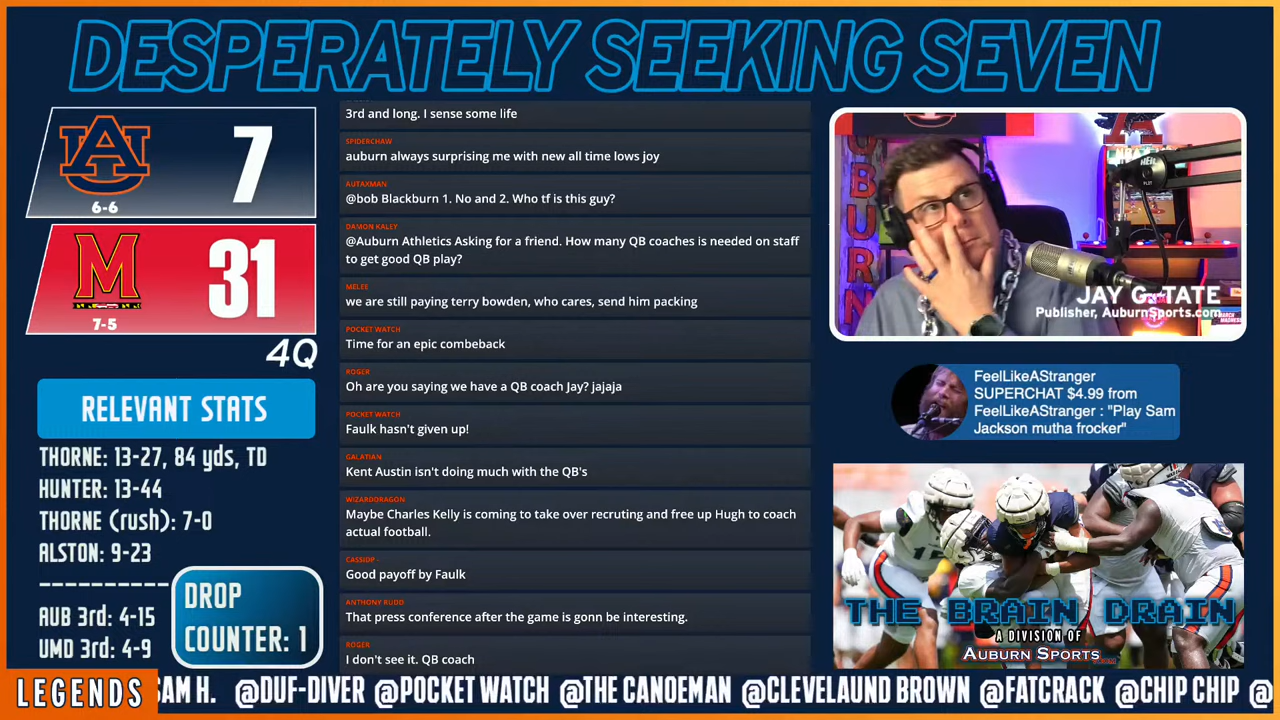 DESPERATELY SEEKING SEVEN
7
6-6
M
31
7-5
4Q
RELEVANT STATS
THORNE: 13-27, 84 yds, TD
HUNTER: 13-44
THORNE (rush): 7-0
ALSTON: 9-23
AUB 3rd: 4-15
UMD 3rd: 4-9
DROP
COUNTER: 1
3rd and long. I sense some life
SPIDERCHAW
auburn always surprising me with new all time lows joy
AUTAXMAN
@bob Blackburn 1. No and 2. Who tf is this guy?
DAMON KALEY
@Auburn Athletics Asking for a friend. How many QB coaches is needed on staff
to get good QB play?
MELEE
we are still paying terry bowden, who cares, send him packing
POCKET WATCH
Time for an epic combeback
ROGER
Oh are you saying we have a QB coach Jay? jajaja
POCKET WATCH
Faulk hasn't given up!
GALATIAN
Kent Austin isn't doing much with the QB's
WIZARDDRAGON
Maybe Charles Kelly is coming to take over recruting and free up Hugh to coach
actual football.
CASSIDP
Good payoff by Faulk
ANTHONY RUDD
That press conference after the game is gonn be interesting.
ROGER
I don't see it. QB coach
BURN
JAY G. TATE
Publisher, AuburnSports.com
FeelLikeAStranger
SUPERCHAT $4.99 from
FeelLikeAStranger : "Play Sam
Jackson mutha frocker"
THE BRAIN DRAIN
A DIVISION OF
AUBURN SPORTS.com
LEGENDS
SAM H. @DUF-DIVER @POCKET WATCH @THE CANOEMAN @CLEVELAUND BROWN @FATCRACK @CHIP CHIP @